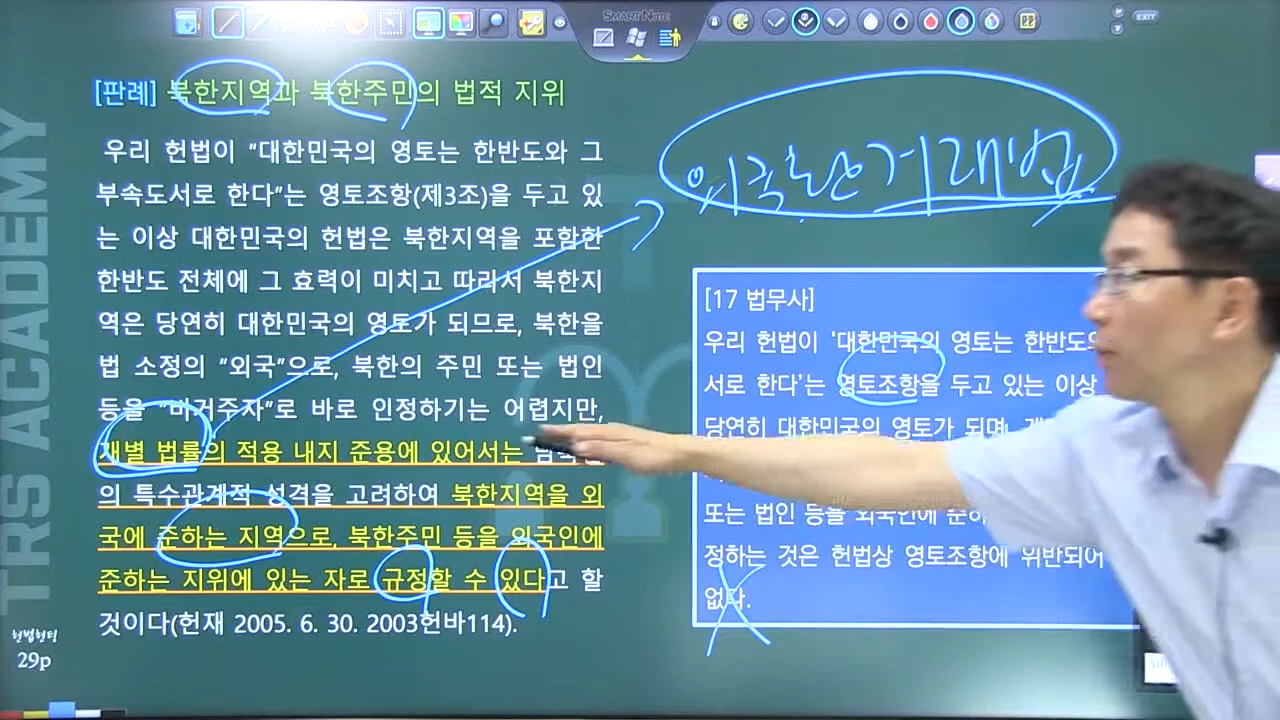 SMART NOTE
EXIT
TRS ACADEMY
[판례] 북한지역과 북한주민의 법적 지위
우리 헌법이 "대한민국의 영토는 한반도와 그
부속도서로 한다"는 영토조항(제3조)을 두고 있
는 이상 대한민국의 헌법은 북한지역을 포함한
한반도 전체에 그 효력이 미치고 따라서 북한지
역은 당연히 대한민국의 영토가 되므로, 북한을
법 소정의 "외국"으로, 북한의 주민 또는 법인
등을 "비거주자"로 바로 인정하기는 어렵지만,
개별 법률의 적용 내지 준용에 있어서는
의 특수관계적 성격을 고려하여 북한지역을 외
국에 준하는 지역으로, 북한주민 등을 외국인에
준하는 지위에 있는 자로 규정할 수 있다고 할
것이다(헌재 2005. 6. 30. 2003헌바114).
헌법헌팅
29p
외국환거래법
[17 법무사]
우리 헌법이 '대한민국의 영토는 한반도와
서로 한다'는 영토조항을 두고 있는 이상
당연히 대한민국의 영토가 되며,
또는 법인 등을 외국인에
정하는 것은 헌법상 영토조항에 위반되어
없다.